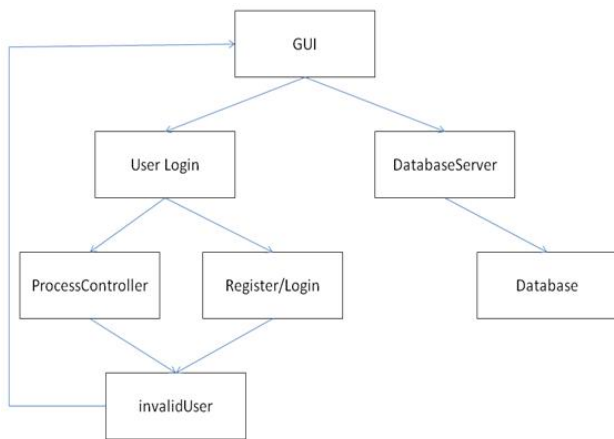 GUI
User Login
DatabaseServer
ProcessController
Register/Login
Database
invalidUser